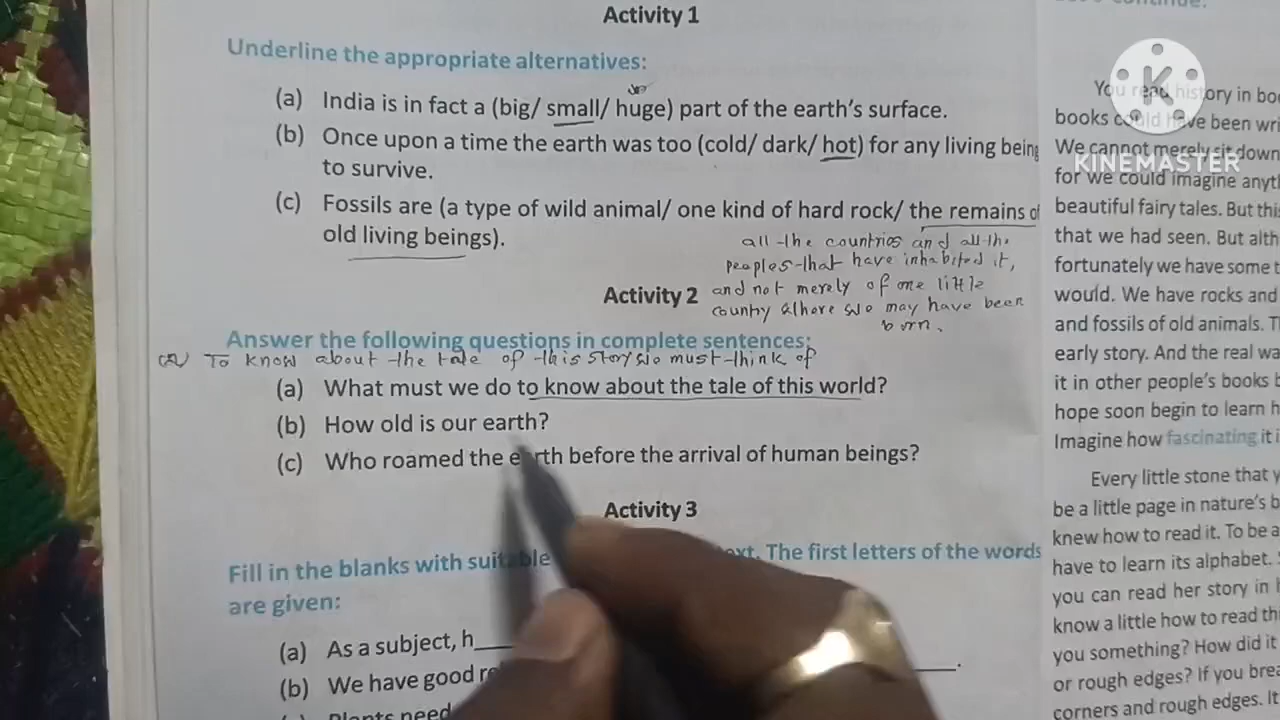 Activity 1
Underline the appropriate alternatives:
(a) India is in fact a (big/ small/ huge) part of the earth's surface.
(b) Once upon a time the earth was too (cold/ dark/ hot) for any living being
to survive.
(c) Fossils are (a type of wild animal/ one kind of hard rock/ the remains of
old living beings).
all the countries and all the
peoples that have inhabited it,
and not merely of one little
country where we may have been
born.
Activity 2
Answer the following questions in complete sentences:
(a) To know about the tale of this story we must think of
(a) What must we do to know about the tale of this world?
(b) How old is our earth?
(c) Who roamed the earth before the arrival of human beings?
Activity 3
Fill in the blanks with suitable ext. The first letters of the words
are given:
(a) As a subject, h___
(b) We have good re
Plants need
You read history in boo
books could have been wri
We cannot merely sit down
for we could imagine anyt
beautiful fairy tales. But this
that we had seen. But alth
fortunately we have some t
would. We have rocks and
and fossils of old animals. T
early story. And the real wa
it in other people's books b
hope soon begin to learn h
Imagine how fascinating it i
Every little stone that y
be a little page in nature's b
knew how to read it. To be a
have to learn its alphabet.
you can read her story in
know a little how to read th
you something? How did it
or rough edges? If you brea
corners and rough edges. It
K
KINEMASTER